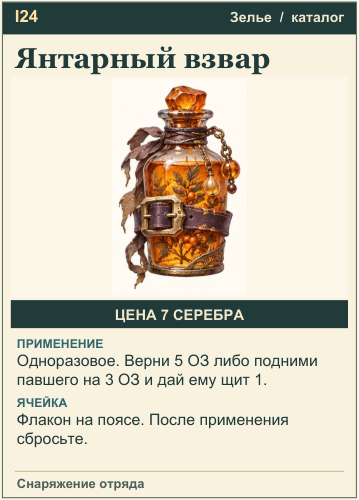 I24
Зелье / каталог
Янтарный взвар
ЦЕНА 7 СЕРЕБРА
ПРИМЕНЕНИЕ
Одноразовое. Верни 5 ОЗ либо подними
павшего на 3 ОЗ и дай ему щит 1.
ЯЧЕЙКА
Флакон на поясе. После применения
сбросьте.
Снаряжение отряда